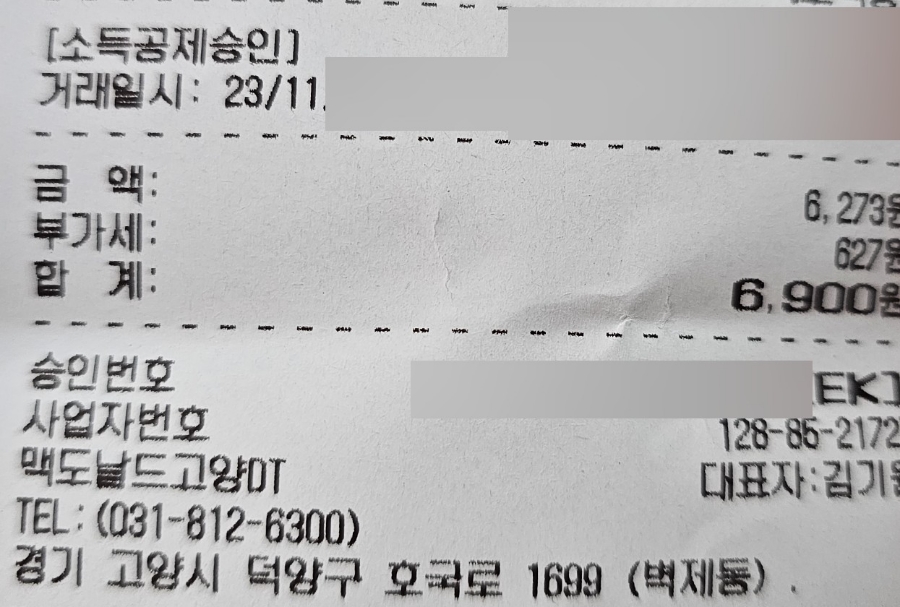 [소득공제승인]
거래일시: 23/11.
금 액: 6,273원
부가세: 627원
합 계: 6,900원
승인번호 [EK]
사업자번호 128-85-2172
맥도날드고양DT 대표자:김기원
TEL:(031-812-6300)
경기 고양시 덕양구 호국로 1699 (벽제동).